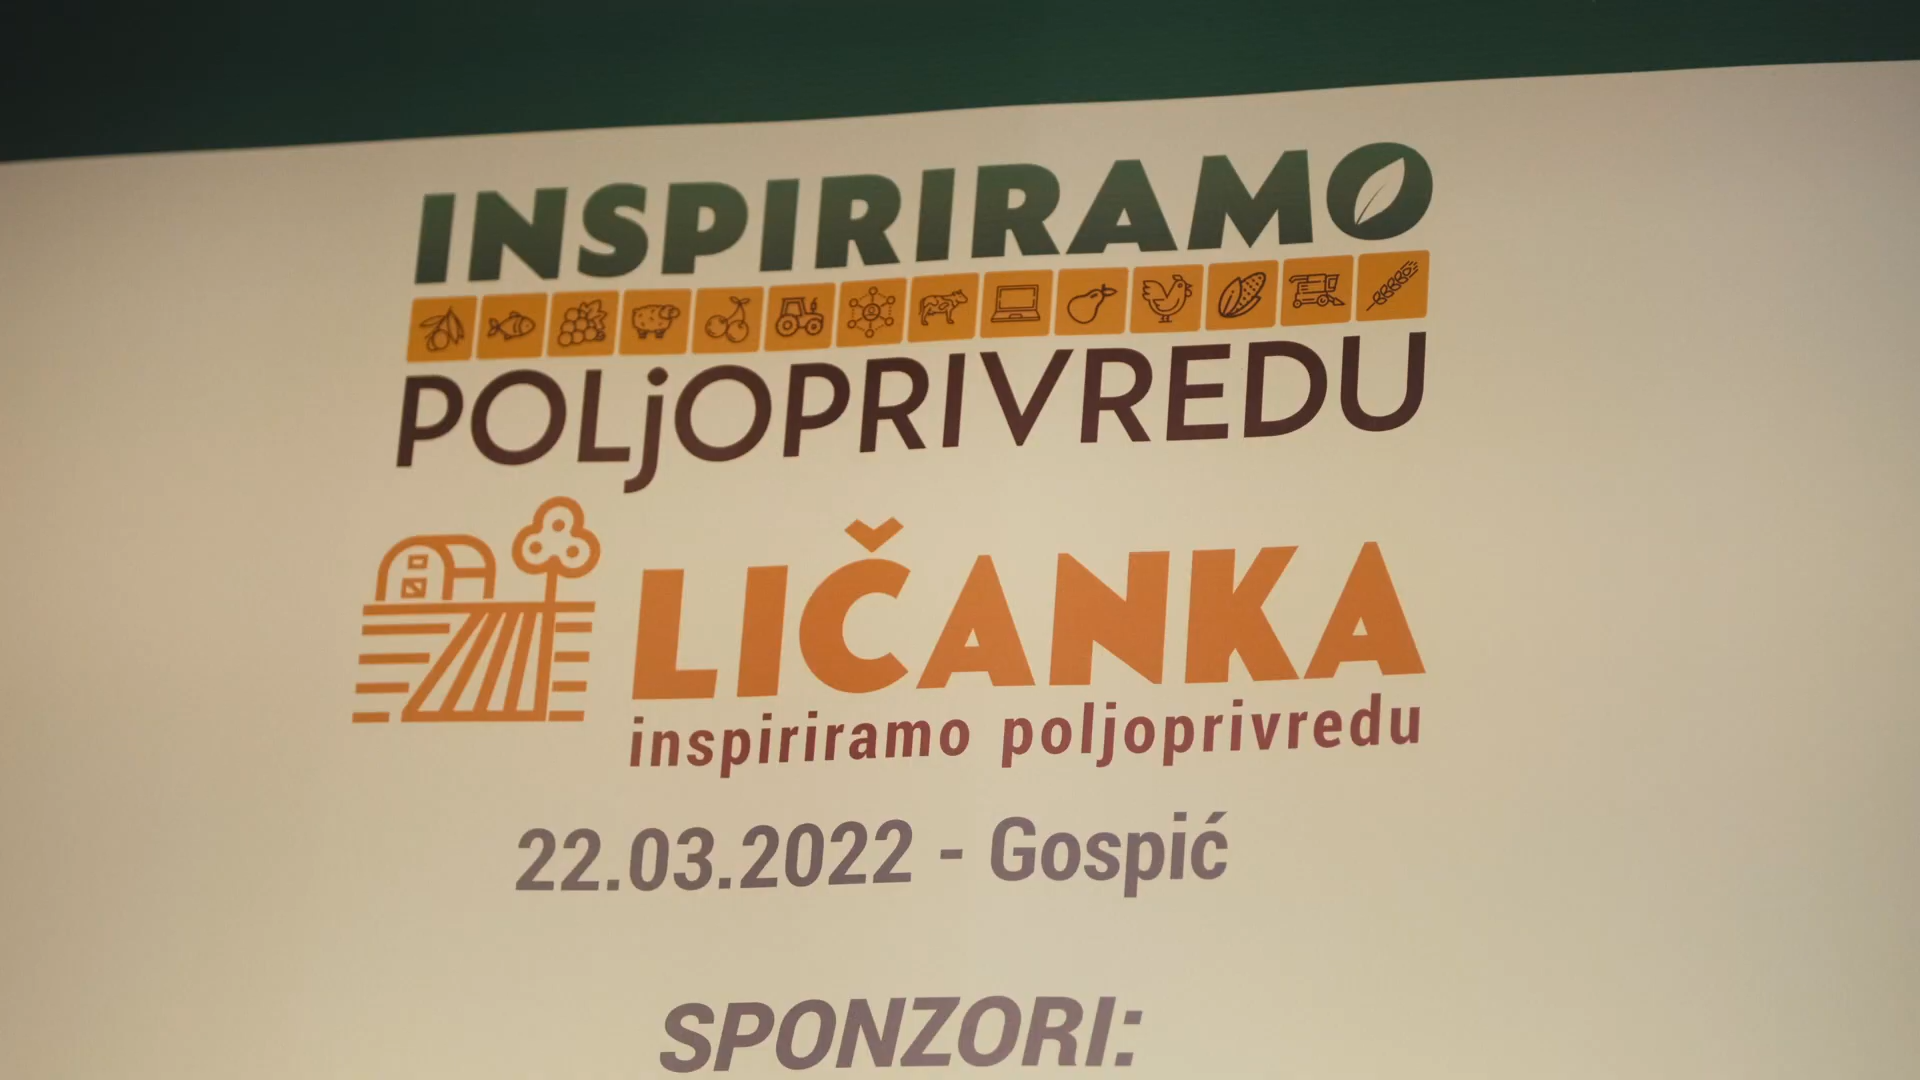 INSPIRIRAMO
POLjOPRIVREDU
LIČANKA
inspiriramo poljoprivredu
22.03.2022 - Gospić
SPONZORI: